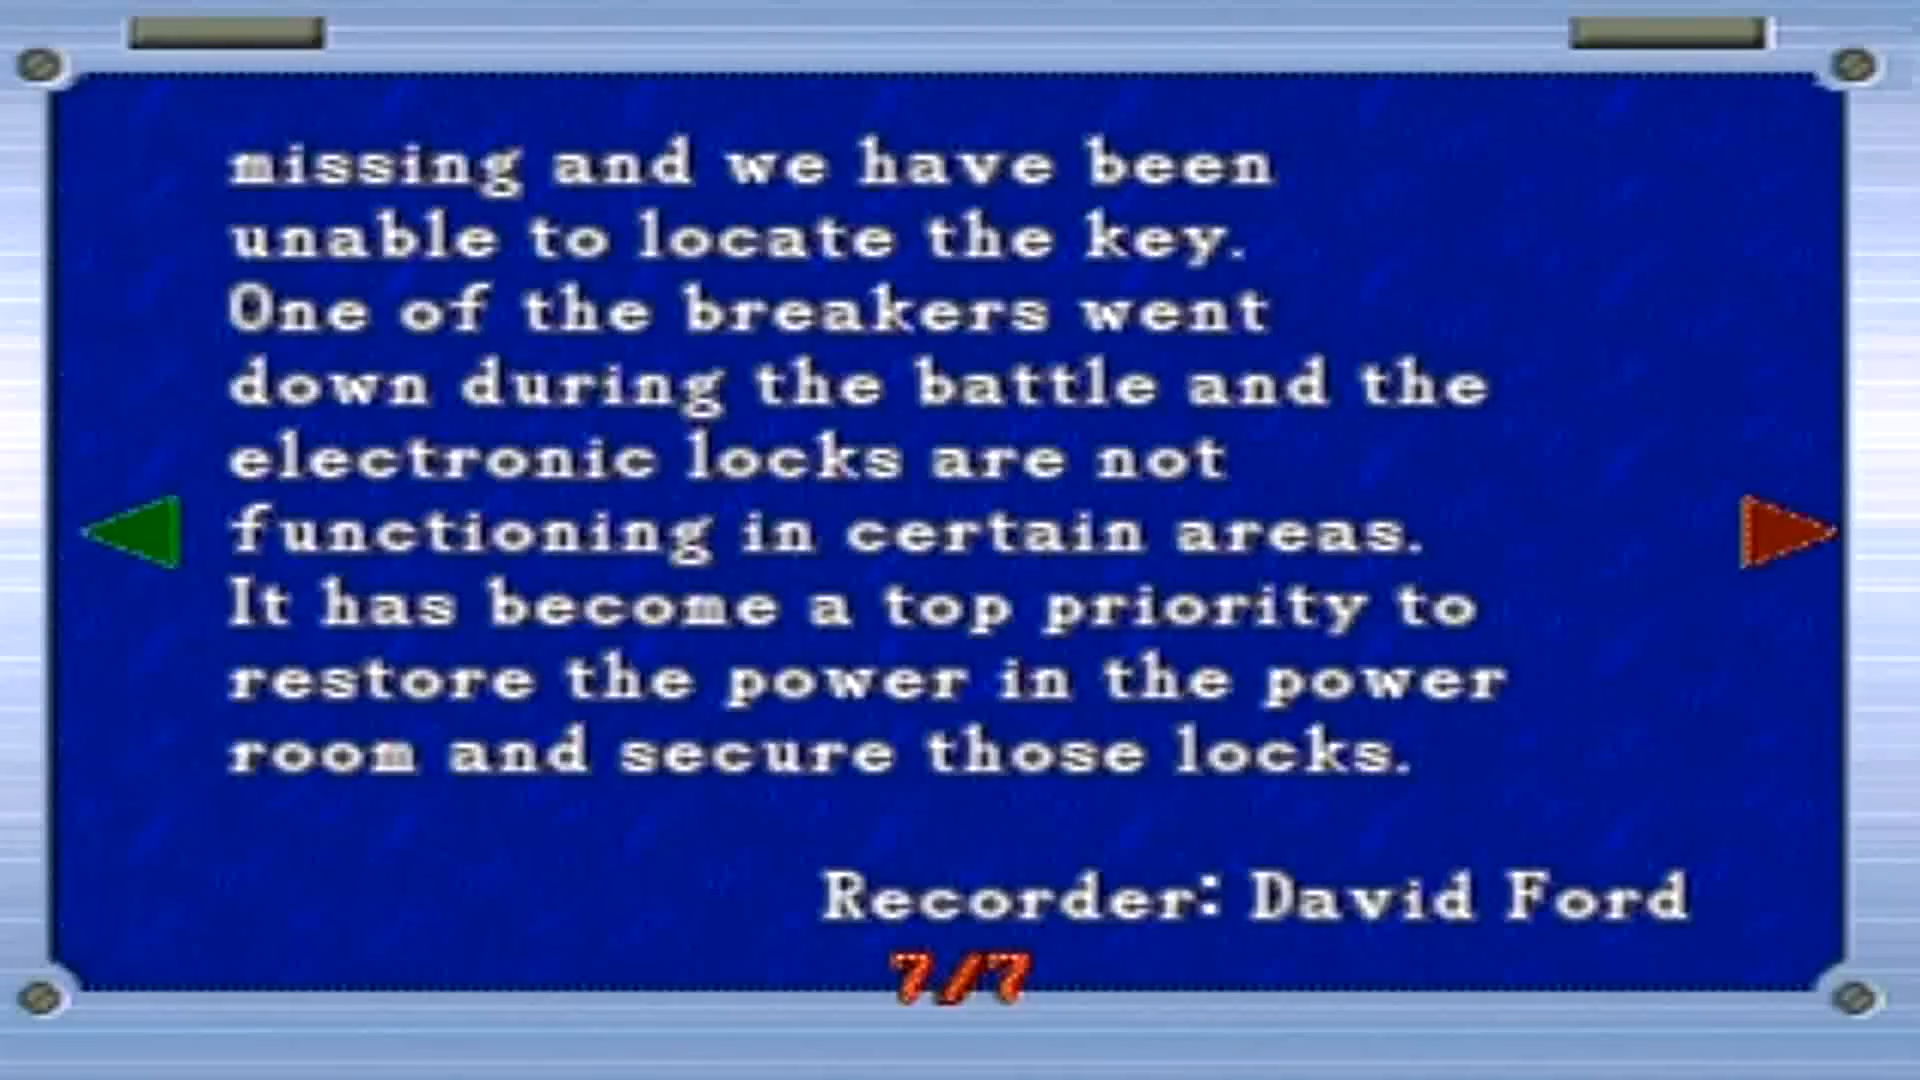 missing and we have been
unable to locate the key.
One of the breakers went
down during the battle and the
electronic locks are not
functioning in certain areas.
It has become a top priority to
restore the power in the power
room and secure those locks.
Recorder: David Ford
7/7